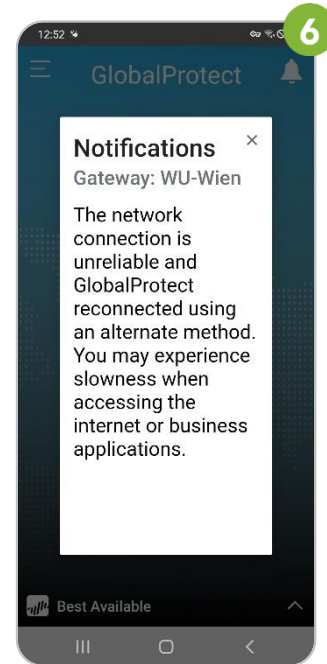 6
12:52
GlobalProtect
Notifications
Gateway: WU-Wien
The network
connection is
unreliable and
GlobalProtect
reconnected using
an alternate method.
You may experience
slowness when
accessing the
internet or business
applications.
Best Available